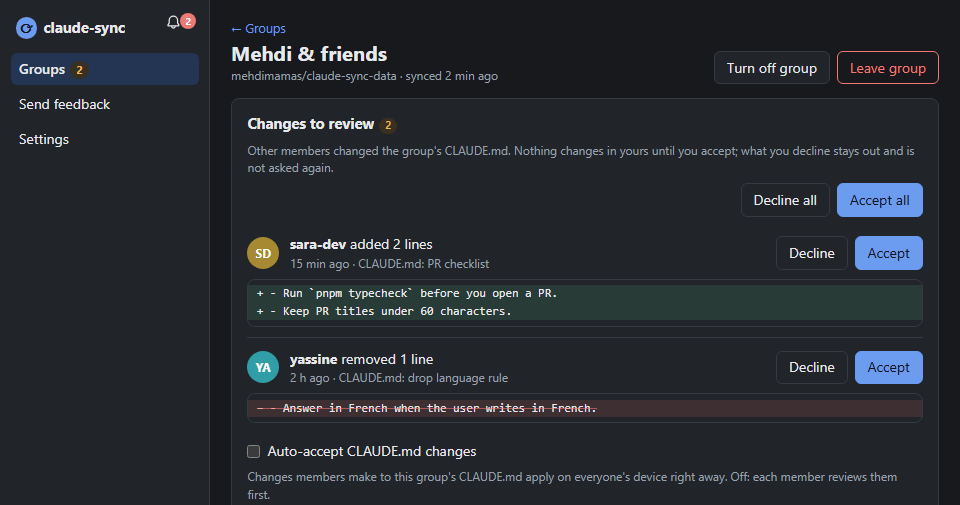 claude-sync
2
Groups 2
Send feedback
Settings
← Groups
Mehdi & friends
mehdimamas/claude-sync-data · synced 2 min ago
Turn off group
Leave group
Changes to review 2
Other members changed the group's CLAUDE.md. Nothing changes in yours until you accept; what you decline stays out and is
not asked again.
Decline all
Accept all
SD
sara-dev added 2 lines
15 min ago · CLAUDE.md: PR checklist
Decline
Accept
+ - Run `pnpm typecheck` before you open a PR.
+ - Keep PR titles under 60 characters.
YA
yassine removed 1 line
2 h ago · CLAUDE.md: drop language rule
Decline
Accept
- - Answer in French when the user writes in French.
Auto-accept CLAUDE.md changes
Changes members make to this group's CLAUDE.md apply on everyone's device right away. Off: each member reviews them
first.